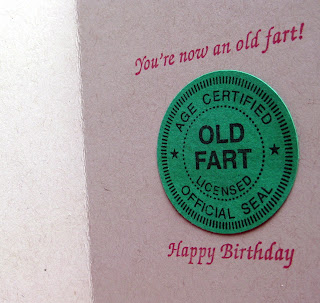 You're now an old fart!
AGE CERTIFIED
OLD
FART
LICENSED
OFFICIAL SEAL
Happy Birthday